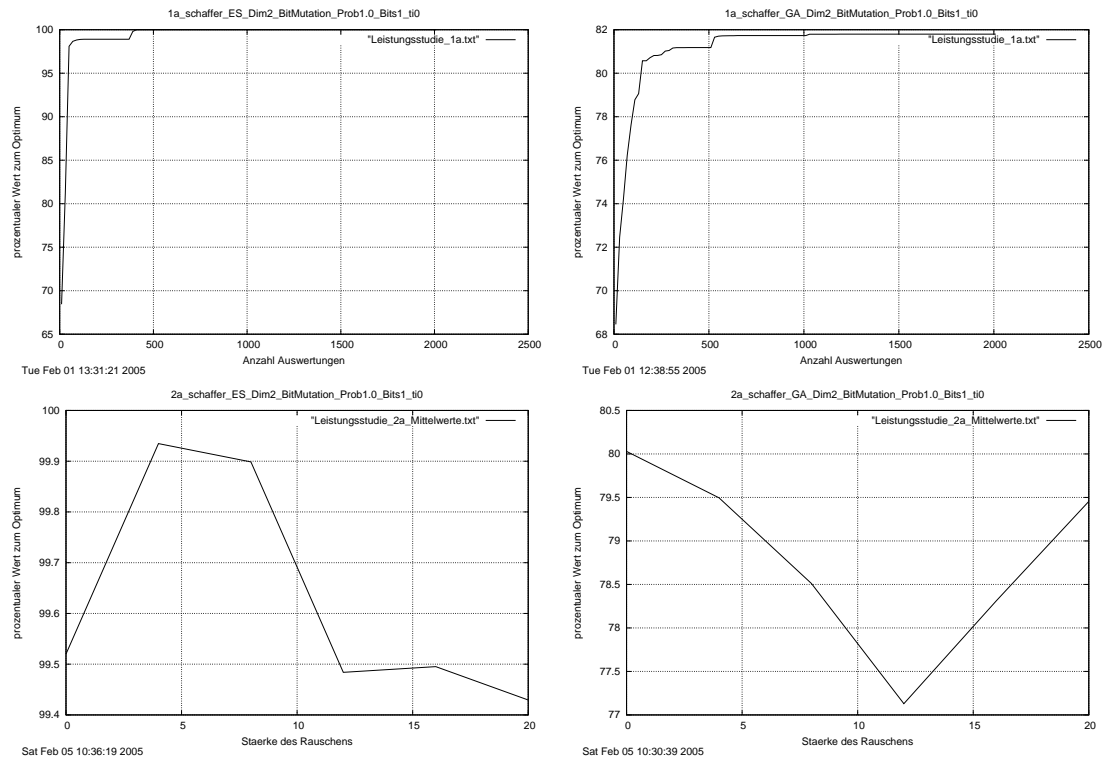 1a_schaffer_ES_Dim2_BitMutation_Prob1.0_Bits1_ti0
"Leistungsstudie_1a.txt"
prozentualer Wert zum Optimum
100
95
90
85
80
75
70
65
0 500 1000 1500 2000 2500
Anzahl Auswertungen
Tue Feb 01 13:31:21 2005
1a_schaffer_GA_Dim2_BitMutation_Prob1.0_Bits1_ti0
"Leistungsstudie_1a.txt"
prozentualer Wert zum Optimum
82
80
78
76
74
72
70
68
0 500 1000 1500 2000 2500
Anzahl Auswertungen
Tue Feb 01 12:38:55 2005
2a_schaffer_ES_Dim2_BitMutation_Prob1.0_Bits1_ti0
"Leistungsstudie_2a_Mittelwerte.txt"
prozentualer Wert zum Optimum
100
99.9
99.8
99.7
99.6
99.5
99.4
0 5 10 15 20
Staerke des Rauschens
Sat Feb 05 10:36:19 2005
2a_schaffer_GA_Dim2_BitMutation_Prob1.0_Bits1_ti0
"Leistungsstudie_2a_Mittelwerte.txt"
prozentualer Wert zum Optimum
80.5
80
79.5
79
78.5
78
77.5
77
0 5 10 15 20
Staerke des Rauschens
Sat Feb 05 10:30:39 2005